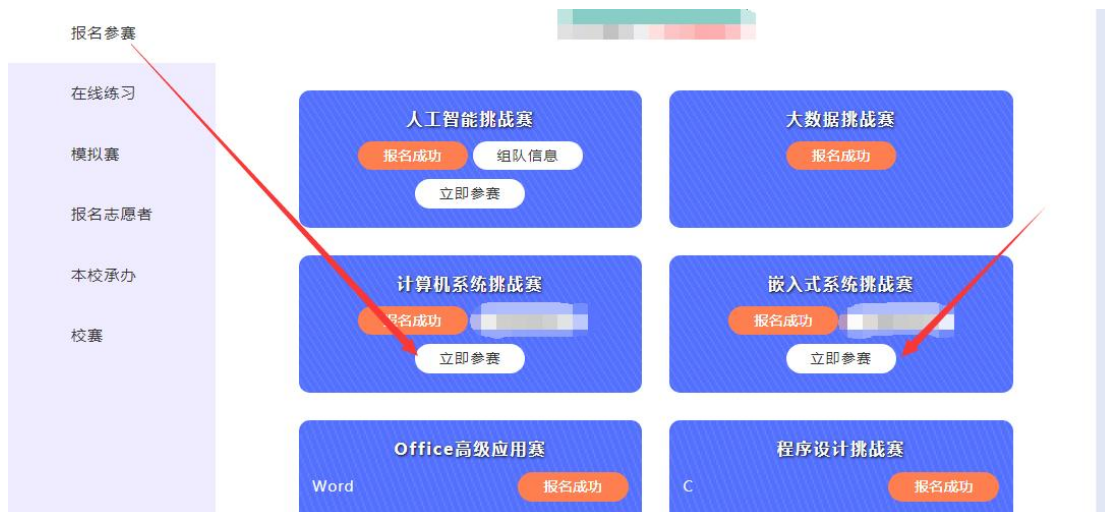 报名参赛
在线练习
模拟赛
报名志愿者
本校承办
校赛
人工智能挑战赛
报名成功 组队信息
立即参赛
大数据挑战赛
报名成功
计算机系统挑战赛
报名成功
立即参赛
嵌入式系统挑战赛
报名成功
立即参赛
Office高级应用赛
Word 报名成功
程序设计挑战赛
C 报名成功